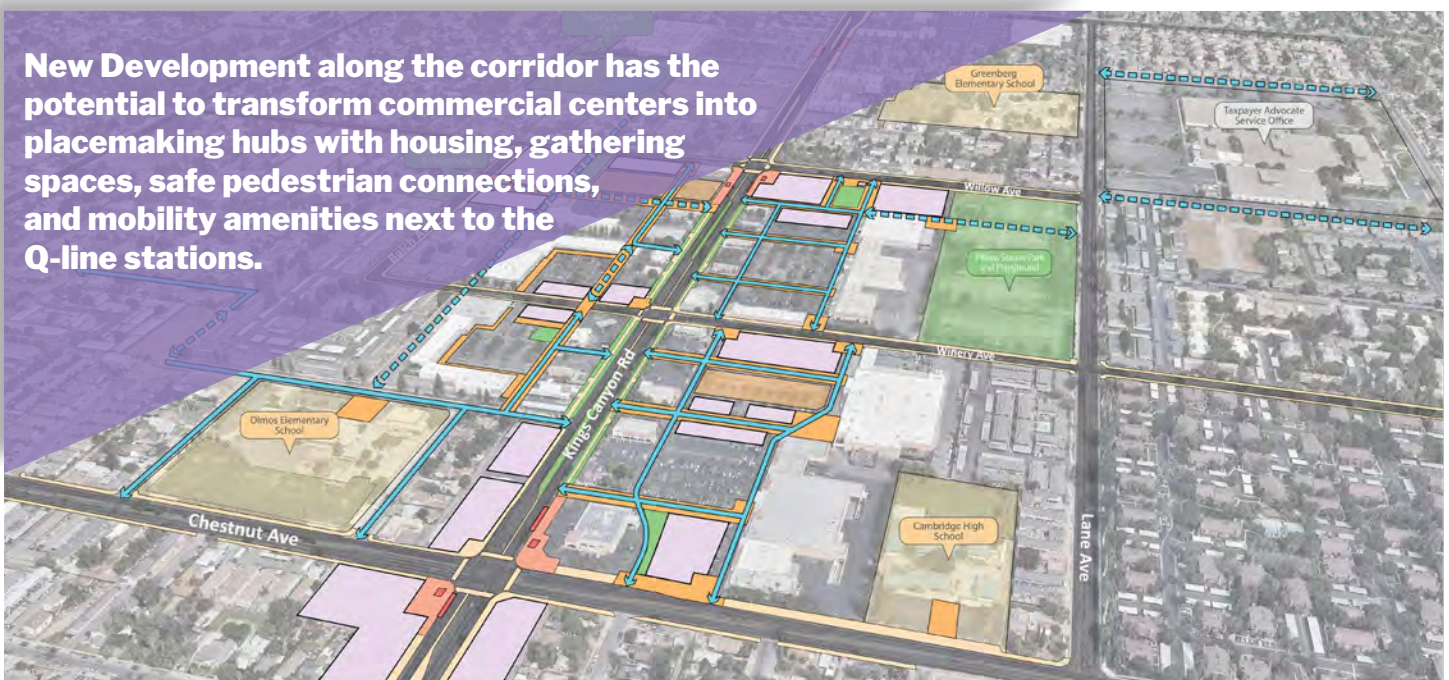 New Development along the corridor has the
potential to transform commercial centers into
placemaking hubs with housing, gathering
spaces, safe pedestrian connections,
and mobility amenities next to the
Q-line stations.
Greenberg
Elementary School
Taxpayer Advocate
Service Office
Willow Ave
and Playground
Winery Ave
Kings Canyon Rd
Olmos Elementary
School
Chestnut Ave
Cambridge High
School
Lane Ave